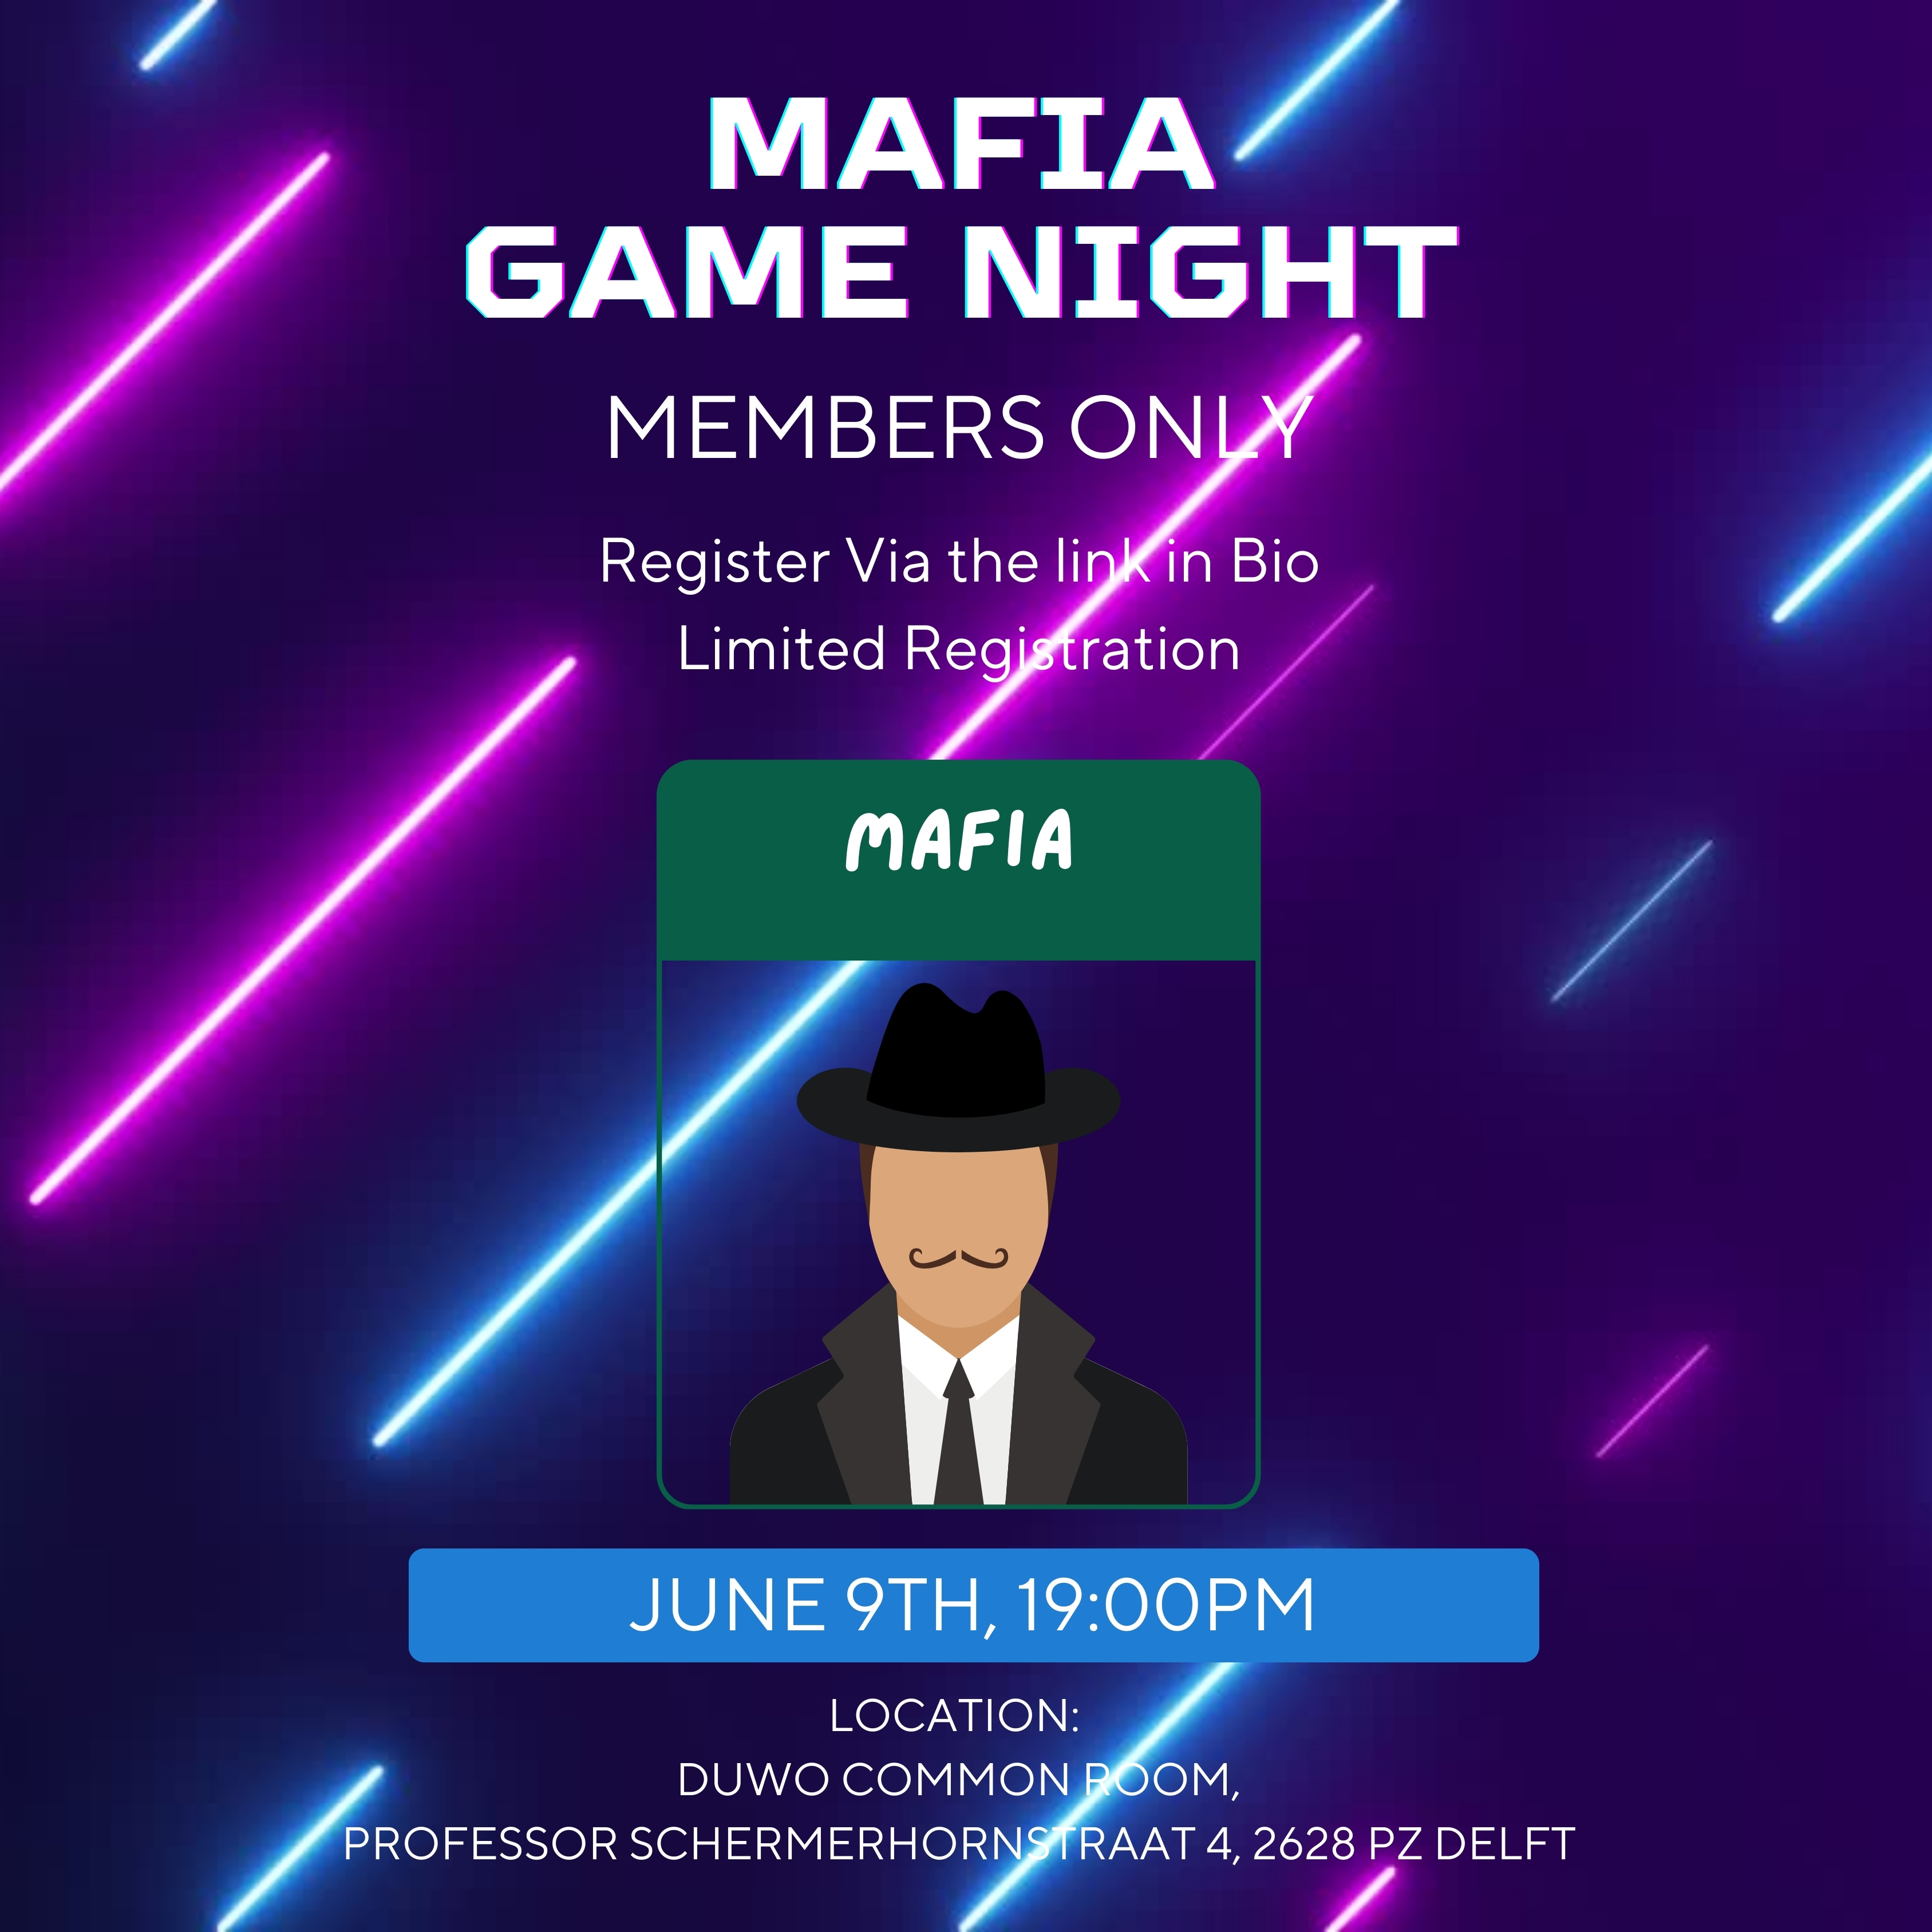 MAFIA
GAME NIGHT
MEMBERS ONLY
Register Via the link in Bio
Limited Registration
MAFIA
JUNE 9TH, 19:00PM
LOCATION:
DUWO COMMON ROOM,
PROFESSOR SCHERMERHORNSTRAAT 4, 2628 PZ DELFT